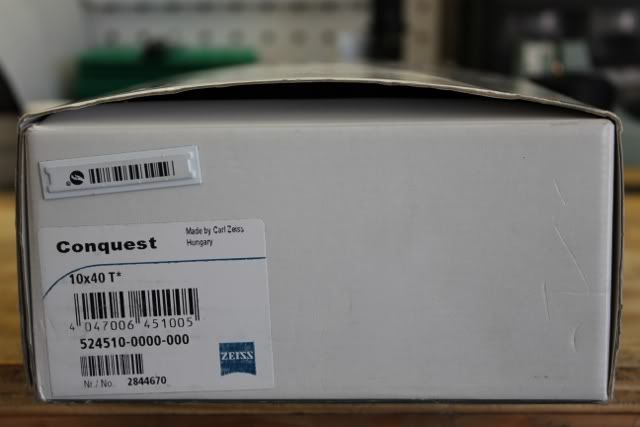 Conquest
Made by Carl Zeiss
Hungary
10x40 T*
4 047006 451005
524510-0000-000
ZEISS
Nr./No. 2844670